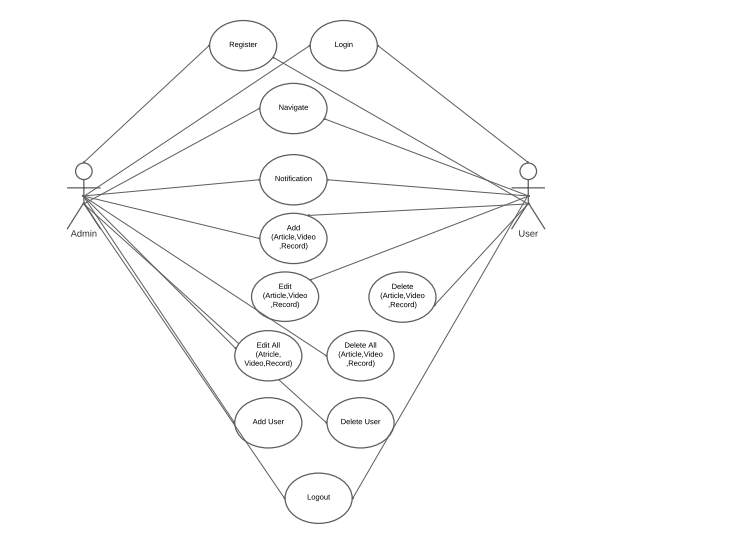 Register
Login
Navigate
Notification
Add
(Article,Video
,Record)
Admin
User
Edit
(Article,Video
,Record)
Delete
(Article,Video
,Record)
Edit All
(Atricle,
Video,Record)
Delete All
(Article,Video
,Record)
Add User
Delete User
Logout